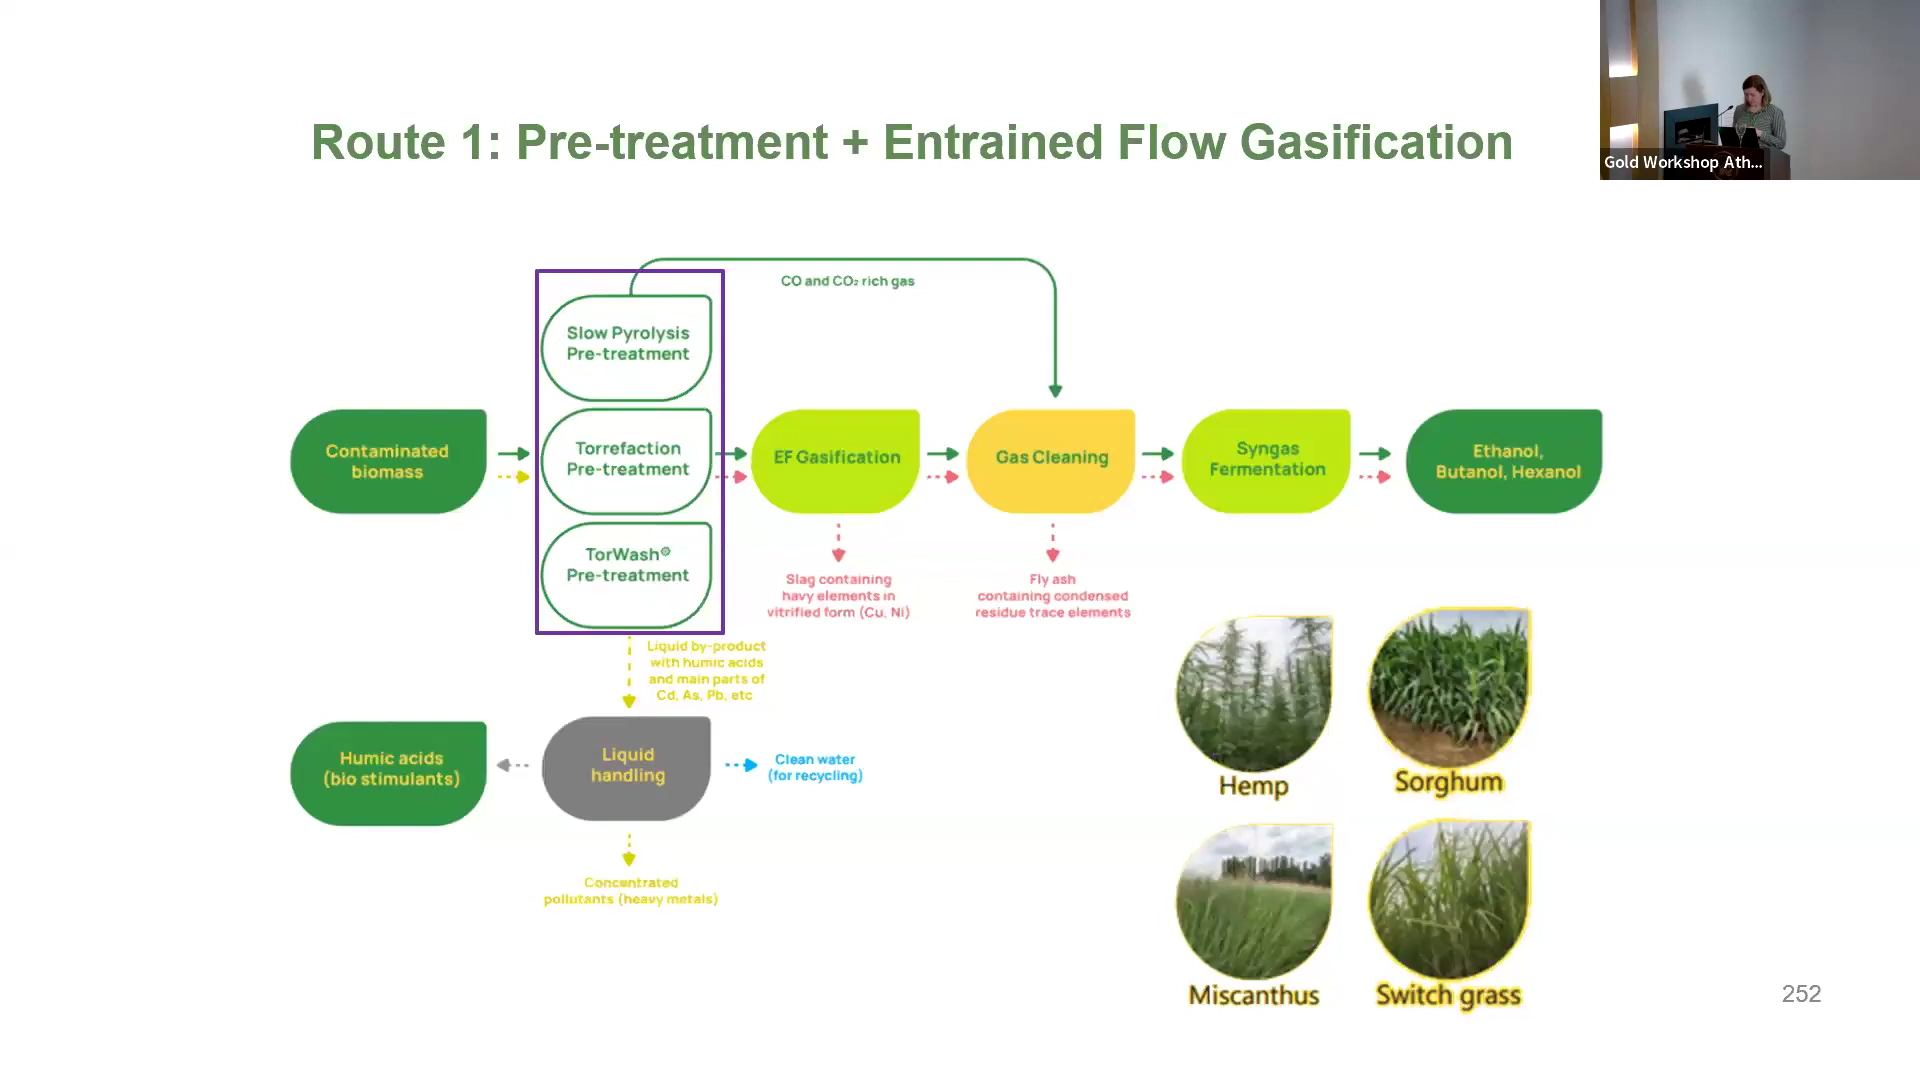 Route 1: Pre-treatment + Entrained Flow Gasification
Gold Workshop Ath...
CO and CO₂ rich gas
Slow Pyrolysis
Pre-treatment
Contaminated
biomass
Torrefaction
Pre-treatment
EF Gasification
Gas Cleaning
Syngas
Fermentation
Ethanol,
Butanol, Hexanol
TorWash®
Pre-treatment
Slag containing
havy elements in
vitrified form (Cu, Ni)
Fly ash
containing condensed
residue trace elements
Liquid by-product
with humic acids
and main parts of
Cd, As, Pb, etc
Humic acids
(bio stimulants)
Liquid
handling
Clean water
(for recycling)
Concentrated
pollutants (heavy metals)
Hemp
Sorghum
Miscanthus
Switch grass
252